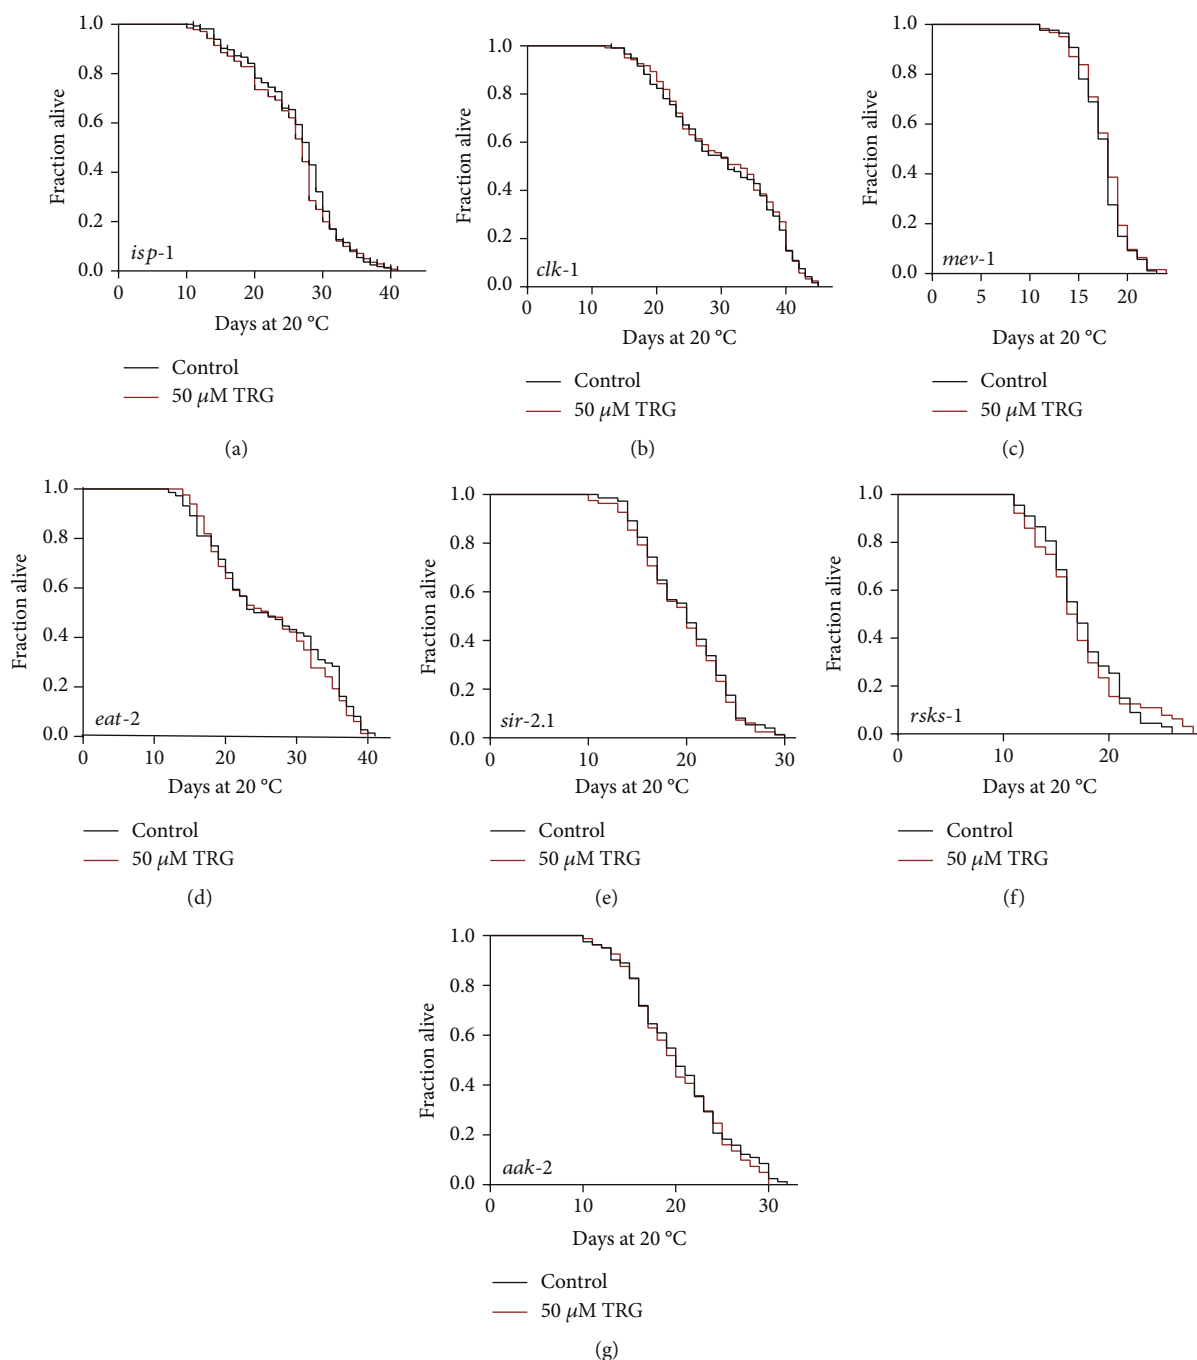 1.0
0.8
0.6
0.4
0.2
0.0
Fraction alive
isp-1
0 10 20 30 40
Days at 20 °C
Control
50 μM TRG
(a)
1.0
0.8
0.6
0.4
0.2
0.0
Fraction alive
clk-1
0 10 20 30 40
Days at 20 °C
Control
50 μM TRG
(b)
1.0
0.8
0.6
0.4
0.2
0.0
Fraction alive
mev-1
0 5 10 15 20
Days at 20 °C
Control
50 μM TRG
(c)
1.0
0.8
0.6
0.4
0.2
0.0
Fraction alive
eat-2
0 10 20 30 40
Days at 20 °C
Control
50 μM TRG
(d)
1.0
0.8
0.6
0.4
0.2
0.0
Fraction alive
sir-2.1
0 10 20 30
Days at 20 °C
Control
50 μM TRG
(e)
1.0
0.8
0.6
0.4
0.2
0.0
Fraction alive
rsks-1
0 10 20
Days at 20 °C
Control
50 μM TRG
(f)
1.0
0.8
0.6
0.4
0.2
0.0
Fraction alive
aak-2
0 10 20 30
Days at 20 °C
Control
50 μM TRG
(g)